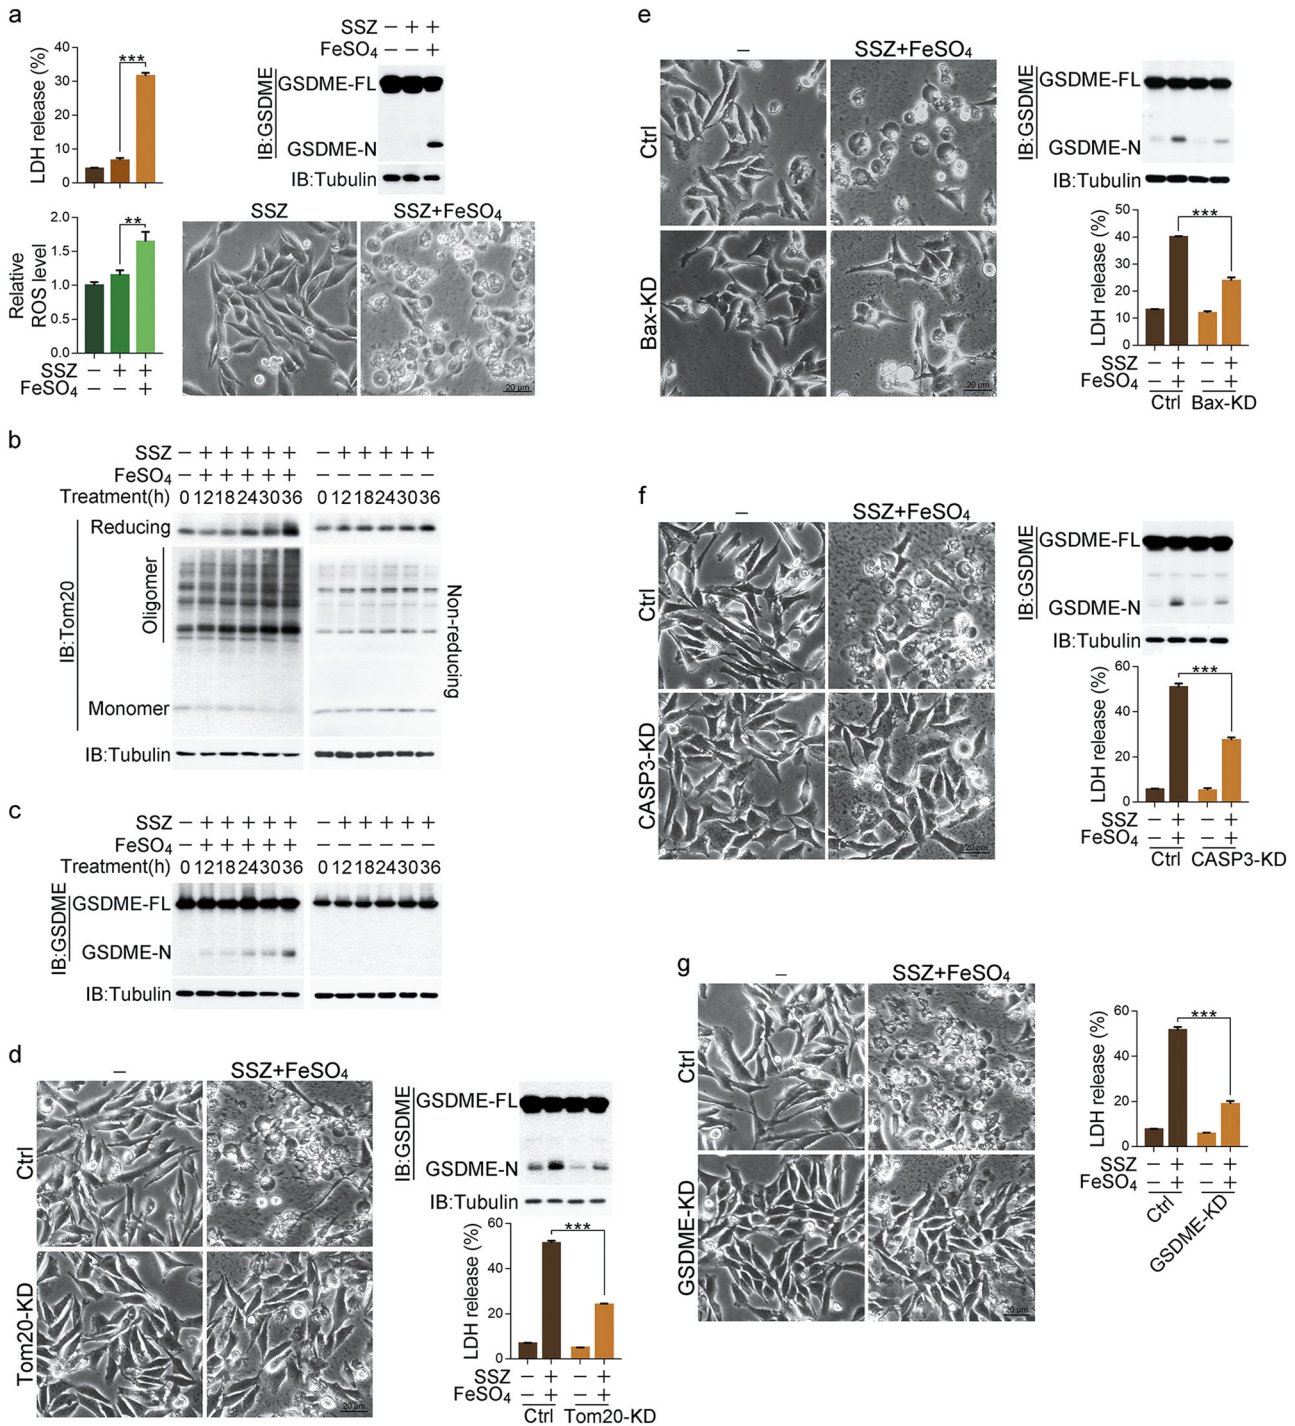 a
LDH release (%)
40
30
20
10
0
***
SSZ − + +
FeSO4 − − +
IB:GSDME
GSDME-FL
GSDME-N
IB:Tubulin
Relative ROS level
2.0
1.5
1.0
0.5
0.0
**
− + + SSZ
− − + FeSO4
SSZ SSZ+FeSO4
20 μm
b
SSZ − + + + + + − + + + + +
FeSO4 − + + + + + − − − − − −
Treatment(h) 0 12 18 24 30 36 0 12 18 24 30 36
IB:Tom20
Reducing
Oligomer
Monomer
Non-reducing
IB:Tubulin
c
SSZ − + + + + + − + + + + +
FeSO4 − + + + + + − − − − − −
Treatment(h) 0 12 18 24 30 36 0 12 18 24 30 36
IB:GSDME
GSDME-FL
GSDME-N
IB:Tubulin
d
− SSZ+FeSO4
Ctrl
Tom20-KD
20 μm
IB:GSDME
GSDME-FL
GSDME-N
IB:Tubulin
LDH release (%)
60
40
20
0
***
SSZ − + − +
FeSO4 − + − +
Ctrl Tom20-KD
e
− SSZ+FeSO4
Ctrl
Bax-KD
20 μm
IB:GSDME
GSDME-FL
GSDME-N
IB:Tubulin
LDH release (%)
50
40
30
20
10
0
***
SSZ − + − +
FeSO4 − + − +
Ctrl Bax-KD
f
− SSZ+FeSO4
Ctrl
CASP3-KD
20 μm
IB:GSDME
GSDME-FL
GSDME-N
IB:Tubulin
LDH release (%)
60
40
20
0
***
SSZ − + − +
FeSO4 − + − +
Ctrl CASP3-KD
g
− SSZ+FeSO4
Ctrl
GSDME-KD
20 μm
LDH release (%)
60
40
20
0
***
SSZ − + − +
FeSO4 − + − +
Ctrl
GSDME-KD